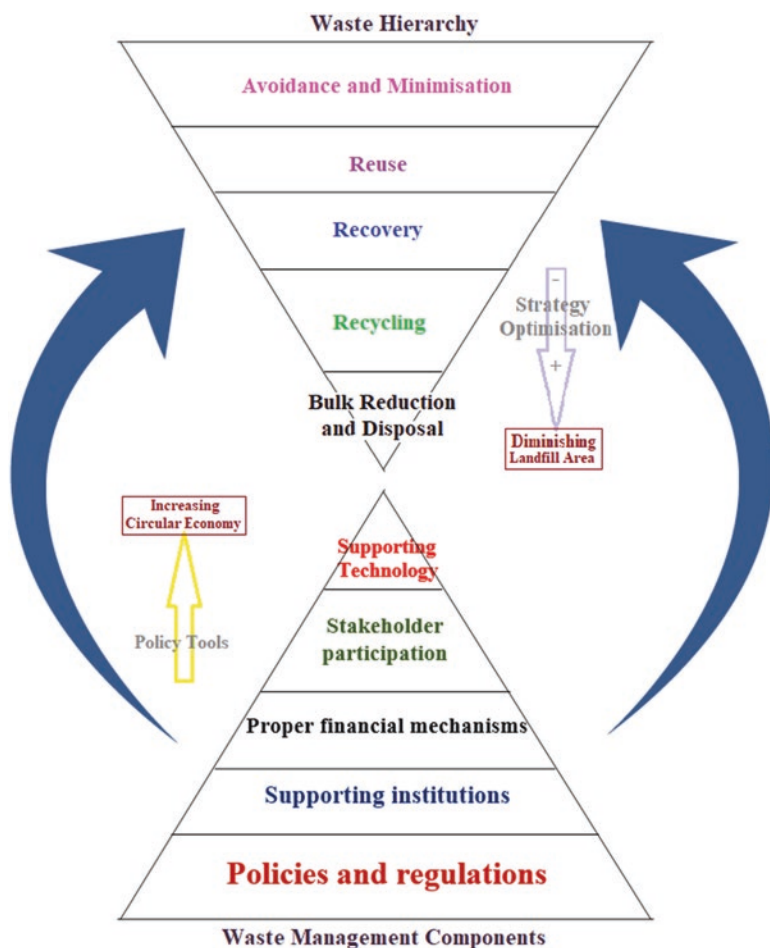 Waste Hierarchy
Avoidance and Minimisation
Reuse
Recovery
Recycling
Bulk Reduction
and Disposal
-
Strategy
Optimisation
+
Diminishing
Landfill Area
Increasing
Circular Economy
Policy Tools
Supporting
Technology
Stakeholder
participation
Proper financial mechanisms
Supporting institutions
Policies and regulations
Waste Management Components